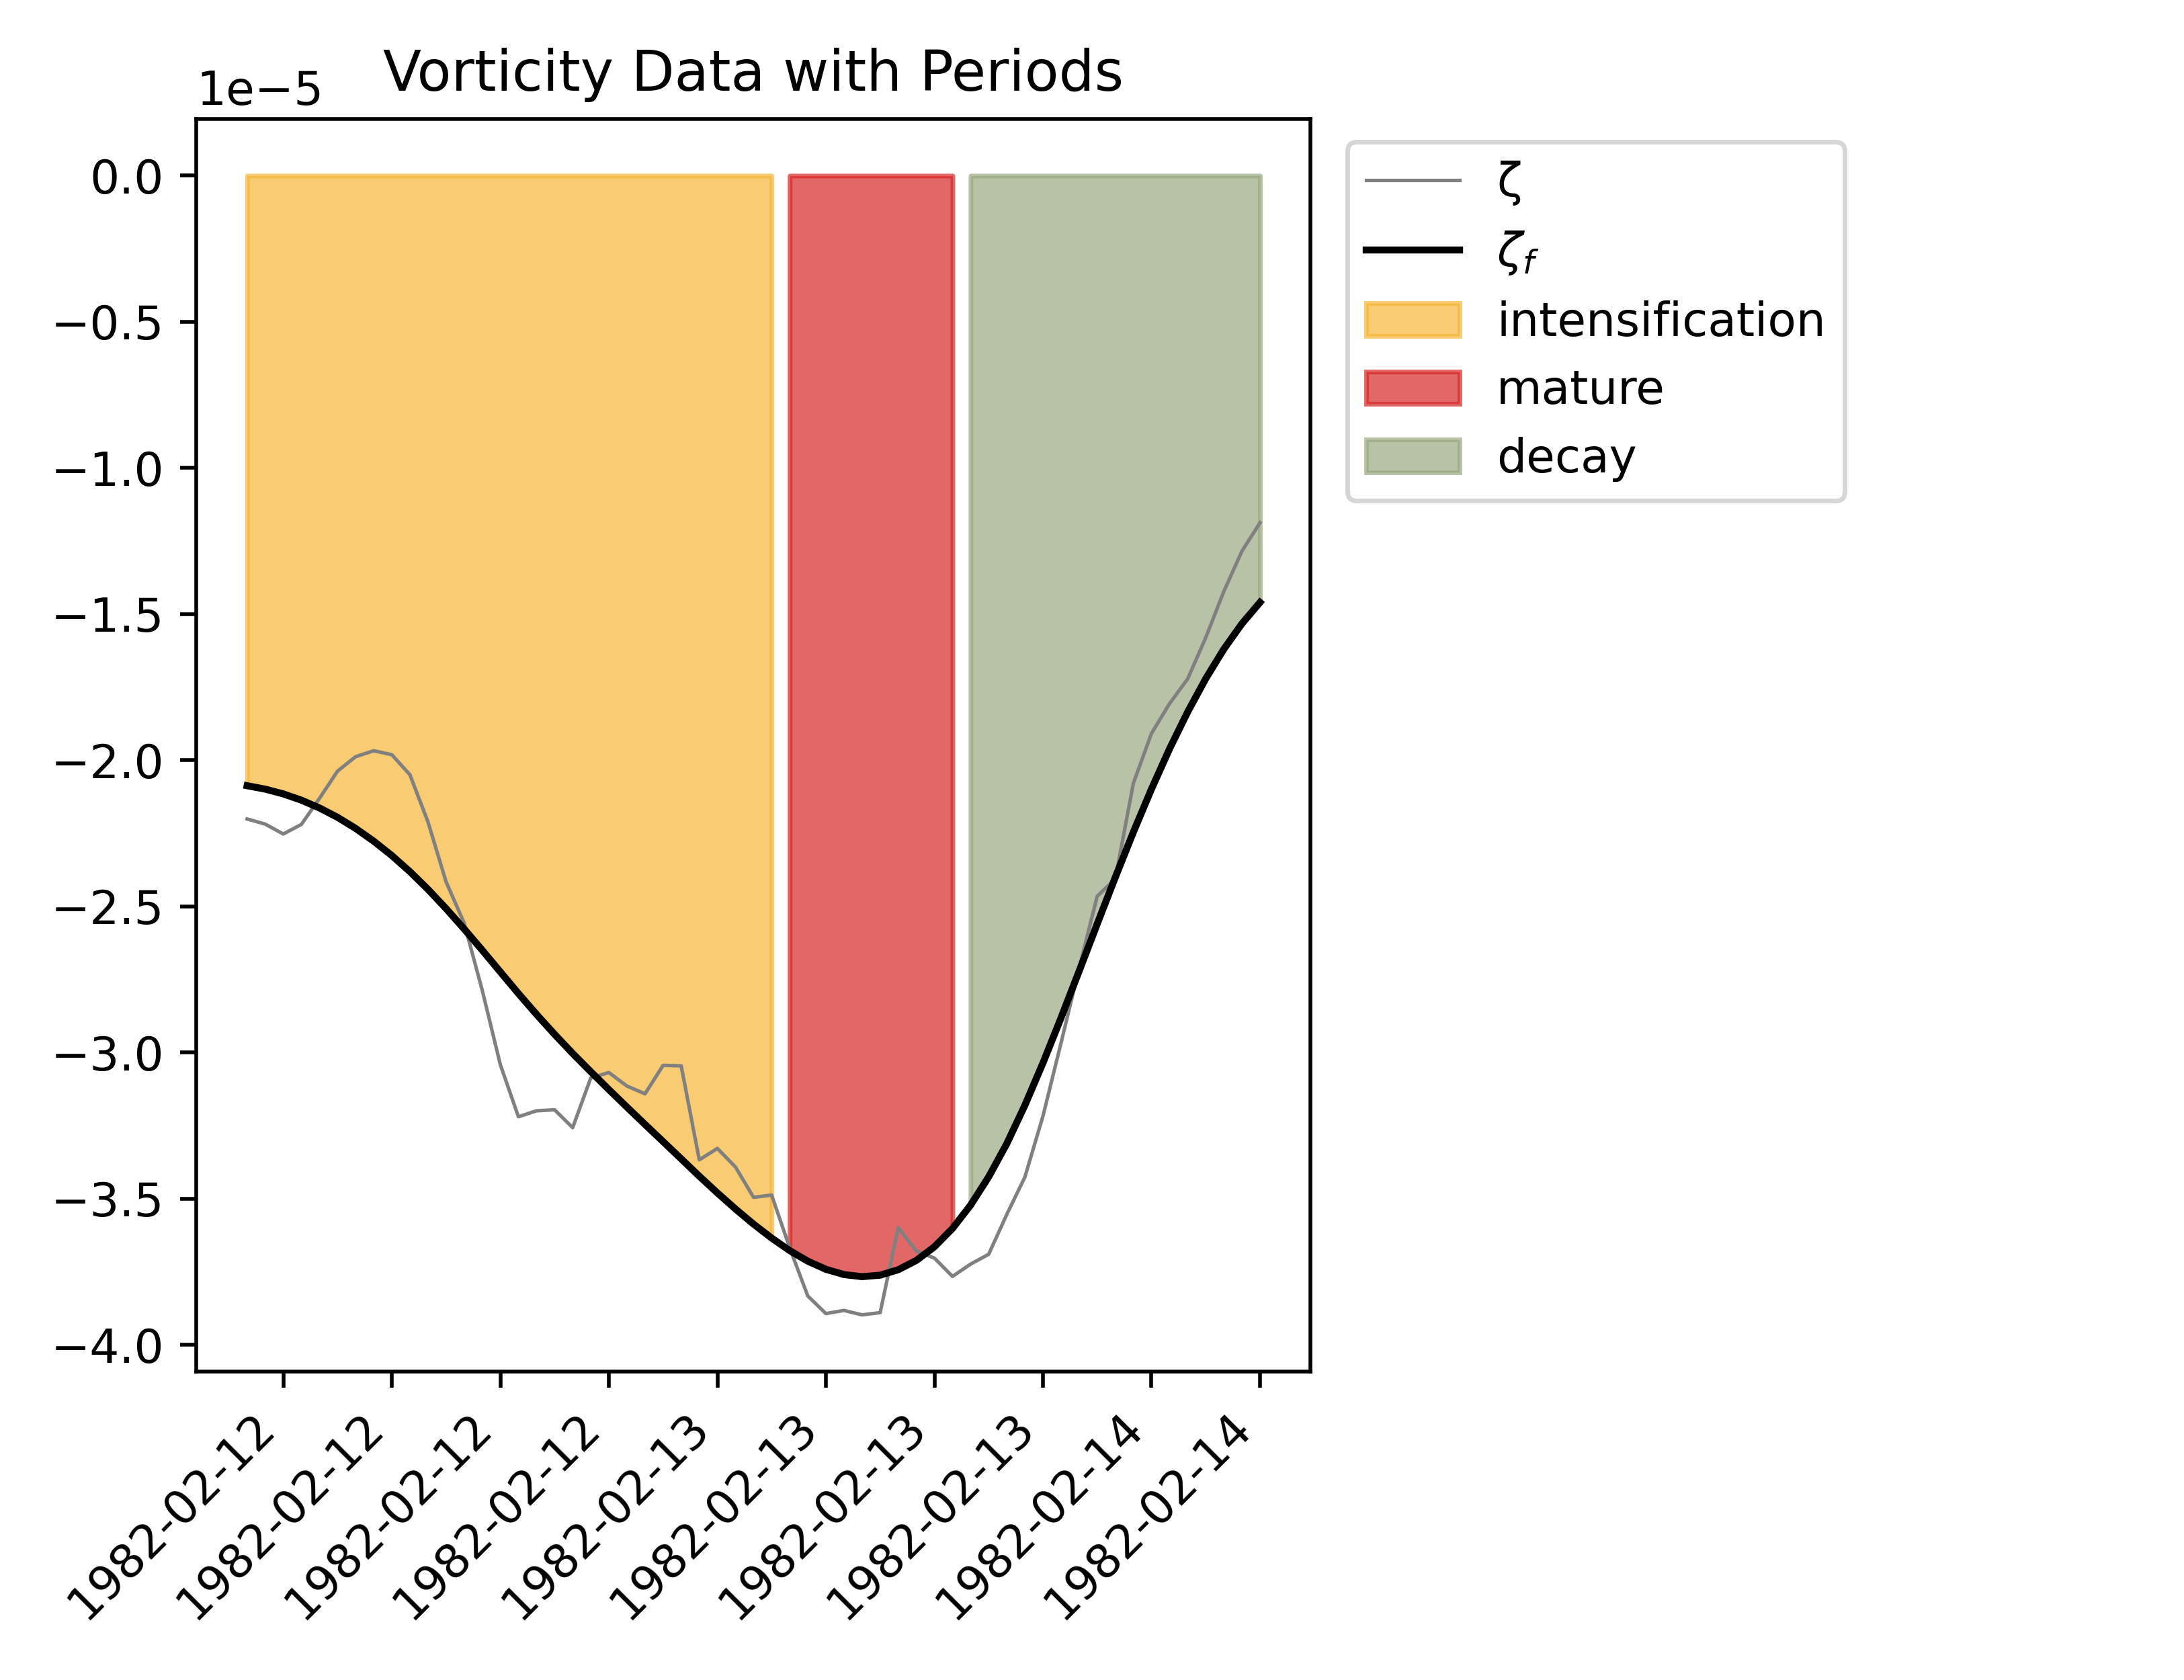 Vorticity Data with Periods
1e−5
0.0
−0.5
−1.0
−1.5
−2.0
−2.5
−3.0
−3.5
−4.0
1982-02-12
1982-02-12
1982-02-12
1982-02-12
1982-02-13
1982-02-13
1982-02-13
1982-02-13
1982-02-14
1982-02-14
ζ
ζf
intensification
mature
decay